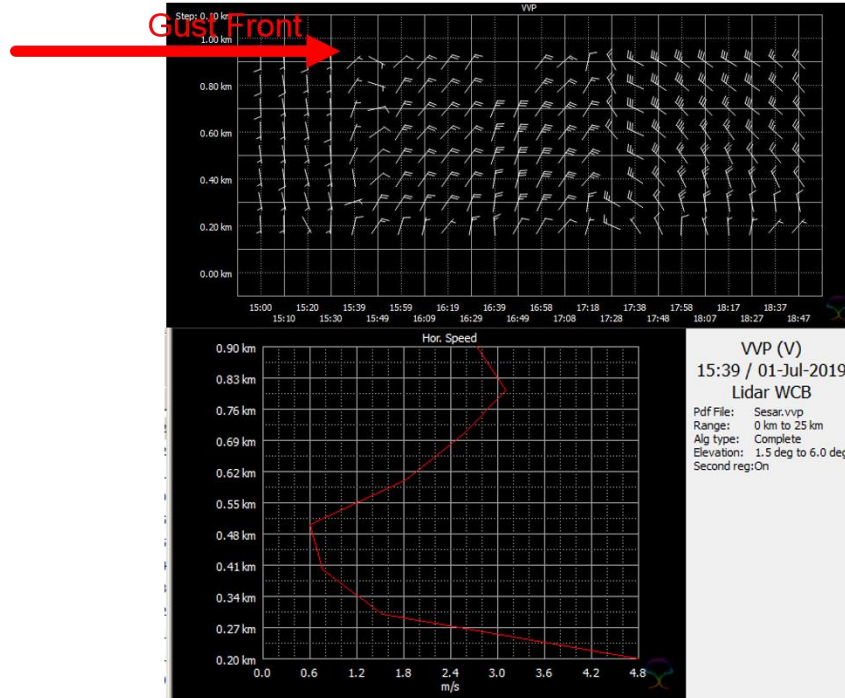 VVP
Step: 0.10 km
Gust Front
1.00 km
0.80 km
0.60 km
0.40 km
0.20 km
0.00 km
15:00 15:20 15:39 15:59 16:19 16:39 16:58 17:18 17:38 17:58 18:17 18:37
15:10 15:30 15:49 16:09 16:29 16:49 17:08 17:28 17:48 18:07 18:27 18:47
Hor. Speed
0.90 km
0.83 km
0.76 km
0.69 km
0.62 km
0.55 km
0.48 km
0.41 km
0.34 km
0.27 km
0.20 km
0.0 0.6 1.2 1.8 2.4 3.0 3.6 4.2 4.8
m/s
VVP (V)
15:39 / 01-Jul-2019
Lidar WCB
Pdf File: Sesar.vvp
Range: 0 km to 25 km
Alg type: Complete
Elevation: 1.5 deg to 6.0 deg
Second reg:On